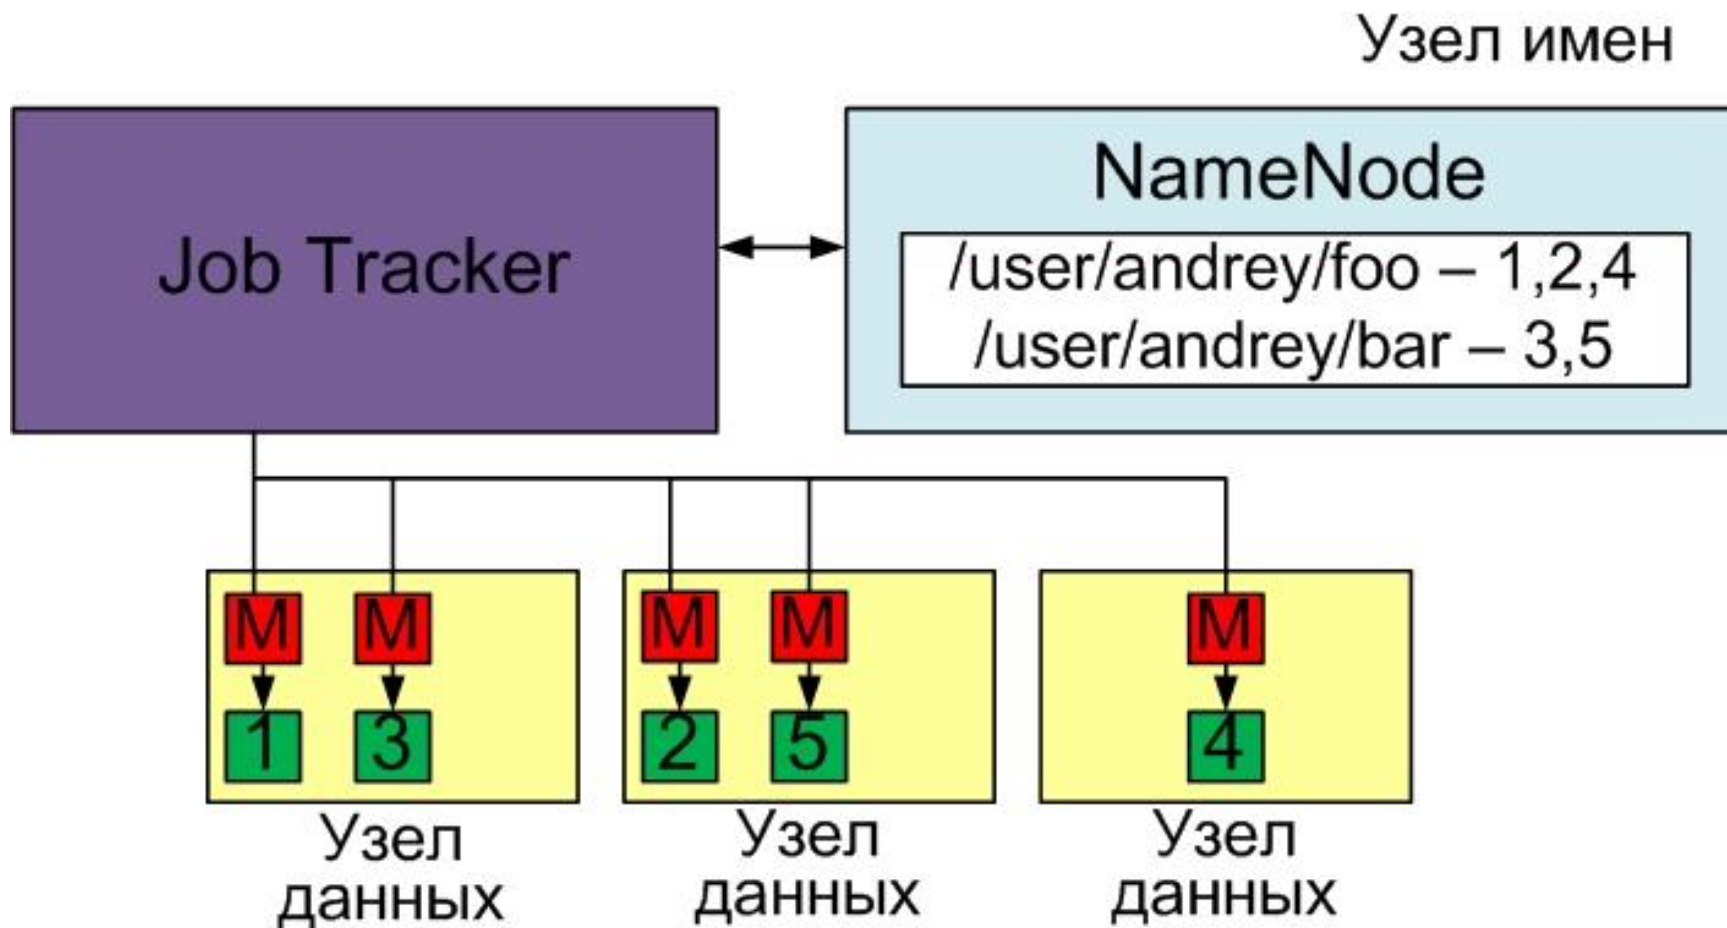 Узел имен
Job Tracker
NameNode
/user/andrey/foo – 1,2,4
/user/andrey/bar – 3,5
M M M M M
1 3 2 5 4
Узел
данных
Узел
данных
Узел
данных